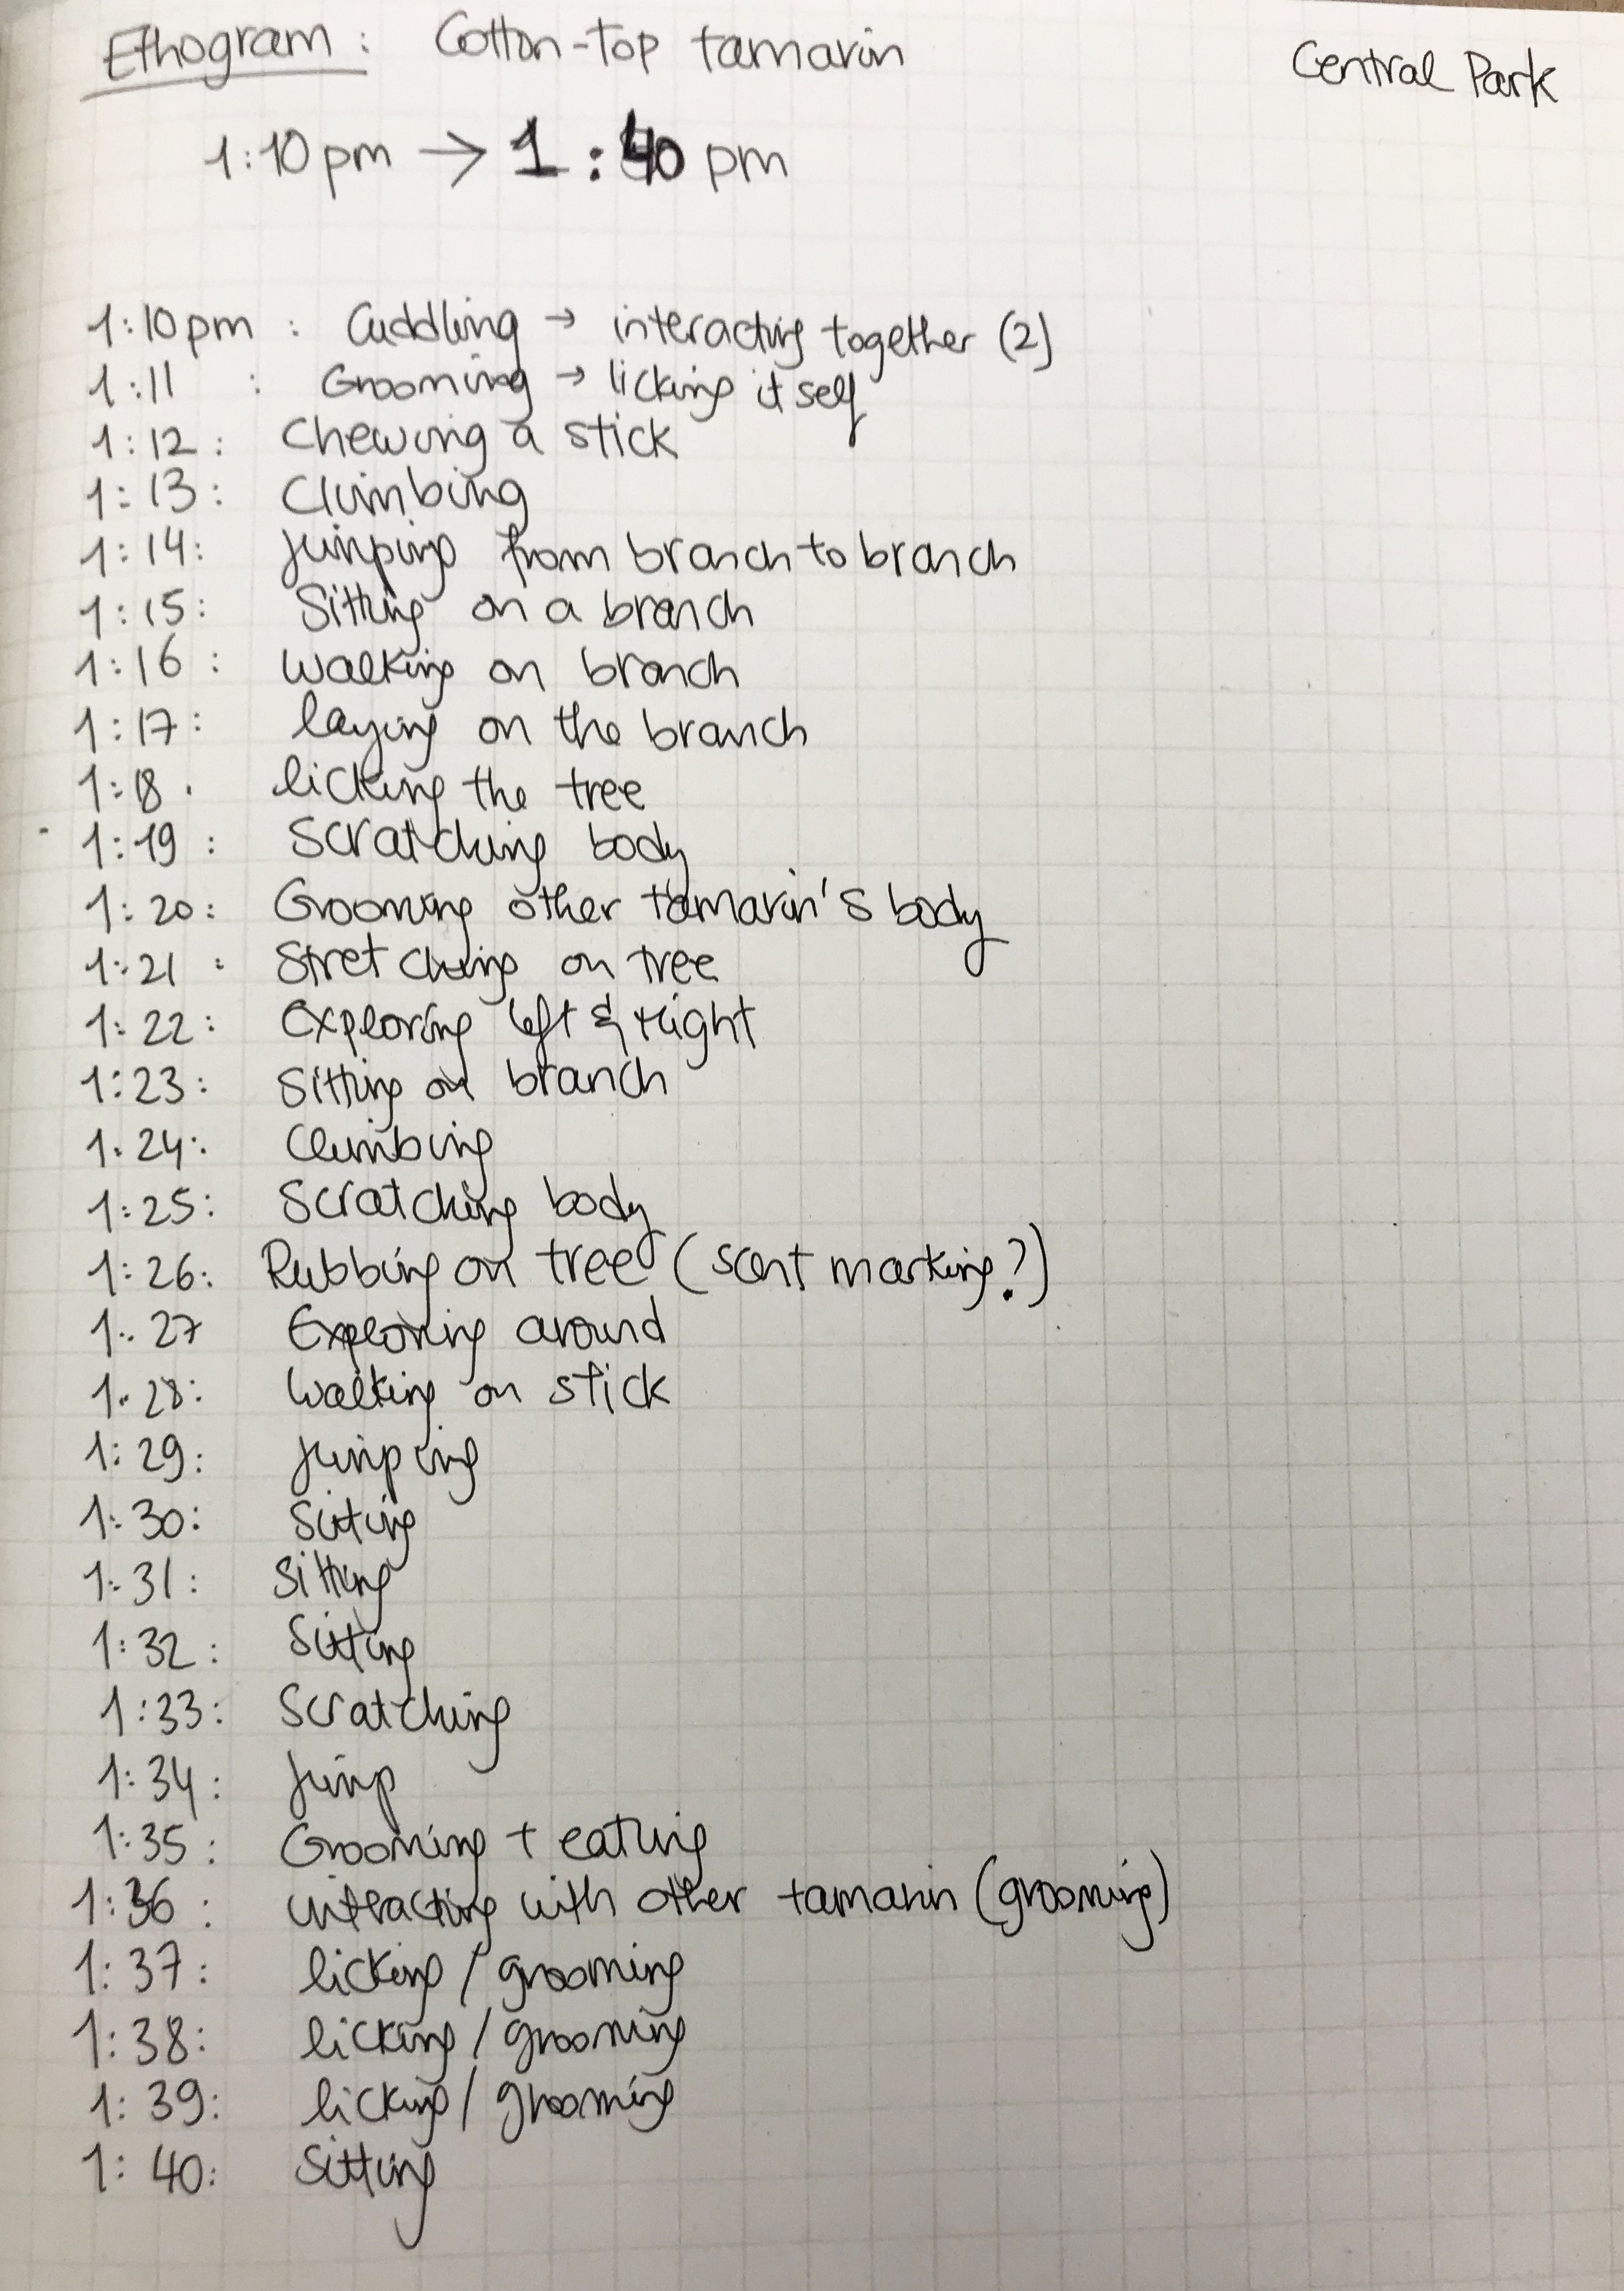 Ethogram : Cotton-top tamarin
Central Park
1:10 pm → 1:40 pm
1:10pm : Cuddling → interacting together (2)
1:11 : Grooming → licking itself
1:12 : Chewing a stick
1:13 : Climbing
1:14: jumping from branch to branch
1:15: Sitting on a branch
1:16 : walking on branch
1:17: laying on the branch
1:18. licking the tree
1:19 : Scratching body
1:20: Grooming other tamarin's body
1:21 : Stretching on tree
1:22: Exploring left & right
1:23: Sitting on branch
1:24: Climbing
1:25: Scratching body
1:26: Rubbing on tree (scent marking?)
1:27 Exploring around
1:28: Walking on stick
1:29: jumping
1:30: Sitting
1:31: Sitting
1:32: Sitting
1:33: Scratching
1:34: jump
1:35: Grooming + eating
1:36 : interacting with other tamarin (grooming)
1:37: licking / grooming
1:38: licking / grooming
1:39: licking / grooming
1:40: Sitting